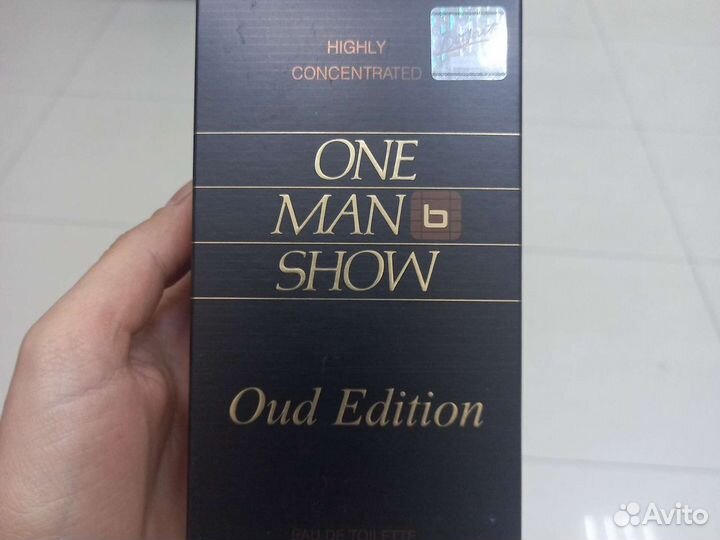 HIGHLY
CONCENTRATED
ONE
MAN b
SHOW
Oud Edition
EAU DE TOILETTE
Avito